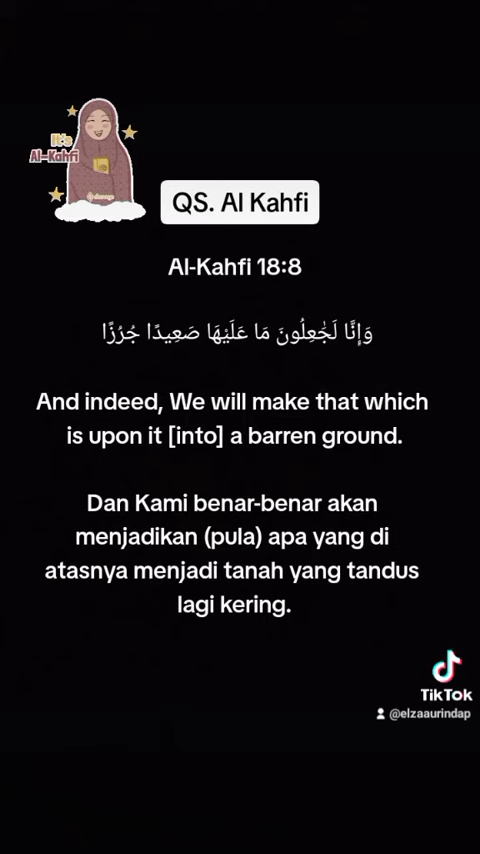 It's
Al-Kahfi
QS. Al Kahfi
Al-Kahfi 18:8
وَإِنَّا لَجَٰعِلُونَ مَا عَلَيْهَا صَعِيدًا جُرُزًا
And indeed, We will make that which
is upon it [into] a barren ground.
Dan Kami benar-benar akan
menjadikan (pula) apa yang di
atasnya menjadi tanah yang tandus
lagi kering.
TikTok
@elzaaurindap